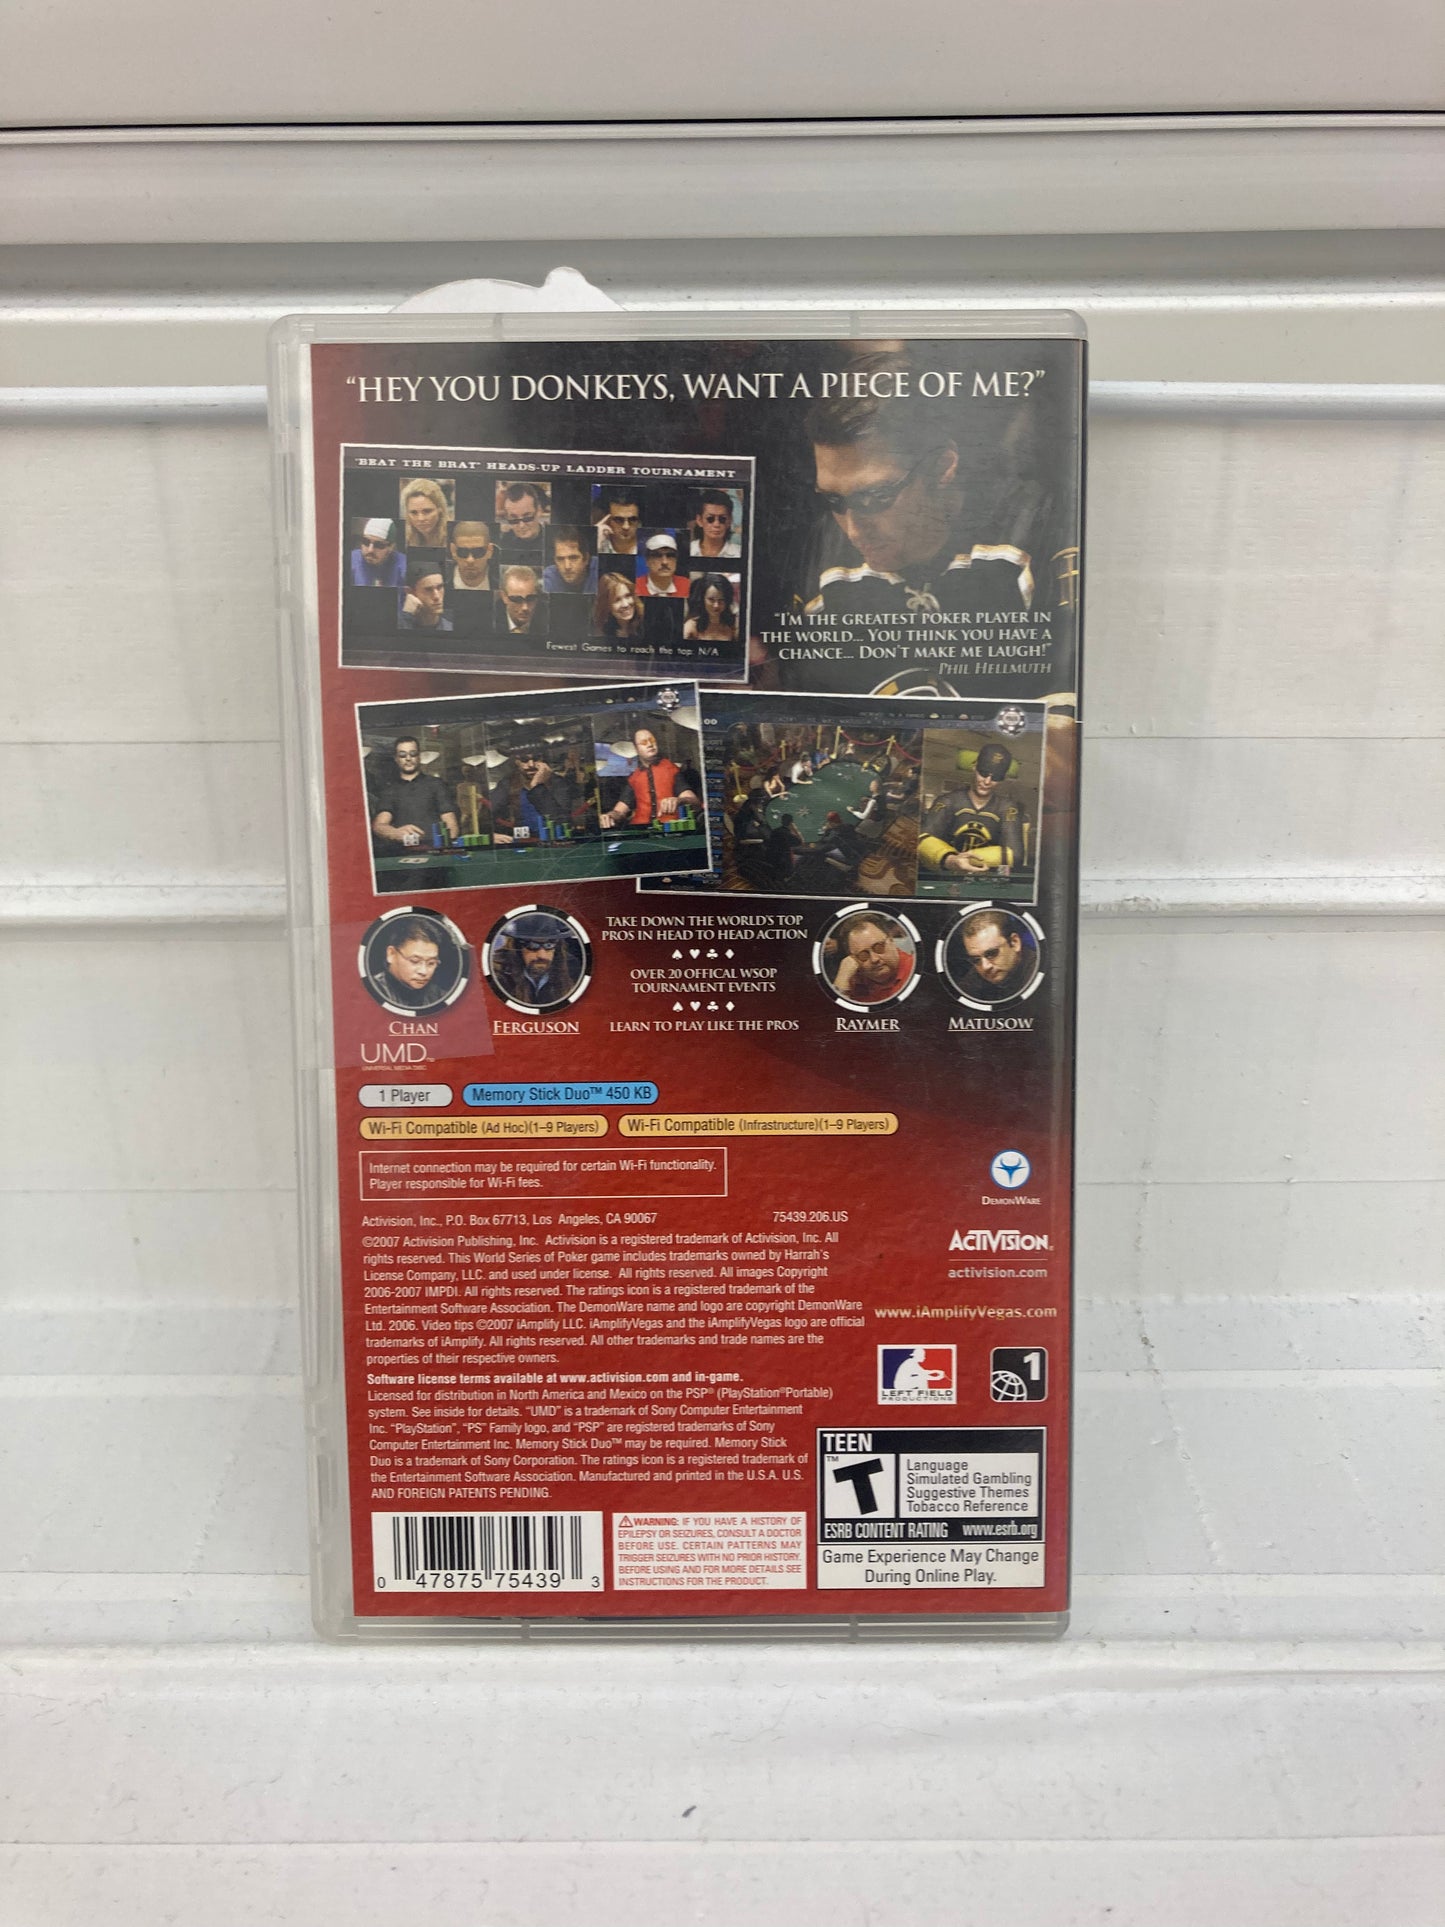 "HEY YOU DONKEYS, WANT A PIECE OF ME?"
"BEAT THE BRAT" HEADS-UP LADDER TOURNAMENT
Fewest Games to reach the top: N/A
"I'M THE GREATEST POKER PLAYER IN
THE WORLD... YOU THINK YOU HAVE A
CHANCE... DON'T MAKE ME LAUGH!"
PHIL HELLMUTH
TAKE DOWN THE WORLD'S TOP
PROS IN HEAD TO HEAD ACTION
OVER 20 OFFICAL WSOP
TOURNAMENT EVENTS
LEARN TO PLAY LIKE THE PROS
CHAN
FERGUSON
RAYMER
MATUSOW
UMD™
UNIVERSAL MEDIA DISC
1 Player
Memory Stick Duo™ 450 KB
Wi-Fi Compatible (Ad Hoc)(1–9 Players)
Wi-Fi Compatible (Infrastructure)(1–9 Players)
Internet connection may be required for certain Wi-Fi functionality.
Player responsible for Wi-Fi fees.
DEMONWARE
Activision, Inc., P.O. Box 67713, Los Angeles, CA 90067
75439.206.US
©2007 Activision Publishing, Inc. Activision is a registered trademark of Activision, Inc. All
rights reserved. This World Series of Poker game includes trademarks owned by Harrah's
License Company, LLC. and used under license. All rights reserved. All images Copyright
2006-2007 IMPDI. All rights reserved. The ratings icon is a registered trademark of the
Entertainment Software Association. The DemonWare name and logo are copyright DemonWare
Ltd. 2006. Video tips ©2007 iAmplify LLC. iAmplifyVegas and the iAmplifyVegas logo are official
trademarks of iAmplify. All rights reserved. All other trademarks and trade names are the
properties of their respective owners.
Software license terms available at www.activision.com and in-game.
Licensed for distribution in North America and Mexico on the PSP® (PlayStation®Portable)
system. See inside for details. "UMD" is a trademark of Sony Computer Entertainment
Inc. "PlayStation", "PS" Family logo, and "PSP" are registered trademarks of Sony
Computer Entertainment Inc. Memory Stick Duo™ may be required. Memory Stick
Duo is a trademark of Sony Corporation. The ratings icon is a registered trademark of
the Entertainment Software Association. Manufactured and printed in the U.S.A. U.S.
AND FOREIGN PATENTS PENDING.
ACTIVISION®
activision.com
www.iAmplifyVegas.com
LEFT FIELD
PRODUCTIONS
1
TEEN
T
™
Language
Simulated Gambling
Suggestive Themes
Tobacco Reference
ESRB CONTENT RATING www.esrb.org
Game Experience May Change
During Online Play.
0 47875 75439 3
WARNING: IF YOU HAVE A HISTORY OF
EPILEPSY OR SEIZURES, CONSULT A DOCTOR
BEFORE USE. CERTAIN PATTERNS MAY
TRIGGER SEIZURES WITH NO PRIOR HISTORY.
BEFORE USING AND FOR MORE DETAILS SEE
INSTRUCTIONS FOR THE PRODUCT.